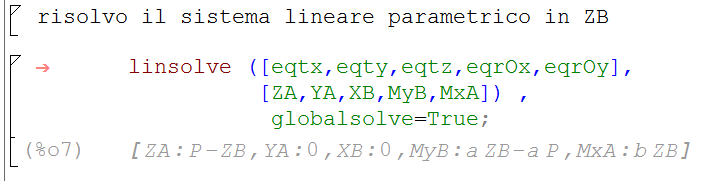 risolvo il sistema lineare parametrico in ZB
→ linsolve ([eqtx,eqty,eqtz,eqrOx,eqrOy],
[ZA,YA,XB,MyB,MxA]) ,
globalsolve=True;
(%o7) [ZA:P-ZB,YA:0,XB:0,MyB:a ZB-a P,MxA:b ZB]